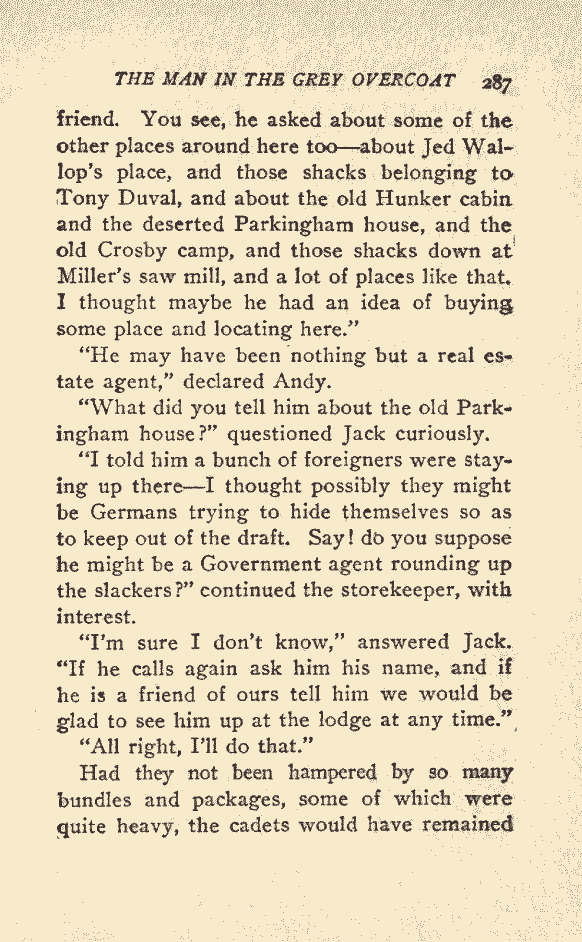 THE MAN IN THE GREY OVERCOAT 287
friend. You see, he asked about some of the
other places around here too—about Jed Wal-
lop's place, and those shacks belonging to
Tony Duval, and about the old Hunker cabin
and the deserted Parkingham house, and the
old Crosby camp, and those shacks down at
Miller's saw mill, and a lot of places like that.
I thought maybe he had an idea of buying
some place and locating here."
"He may have been nothing but a real es-
tate agent," declared Andy.
"What did you tell him about the old Park-
ingham house?" questioned Jack curiously.
"I told him a bunch of foreigners were stay-
ing up there—I thought possibly they might
be Germans trying to hide themselves so as
to keep out of the draft. Say! do you suppose
he might be a Government agent rounding up
the slackers?" continued the storekeeper, with
interest.
"I'm sure I don't know," answered Jack.
"If he calls again ask him his name, and if
he is a friend of ours tell him we would be
glad to see him up at the lodge at any time."
"All right, I'll do that."
Had they not been hampered by so many
bundles and packages, some of which were
quite heavy, the cadets would have remained